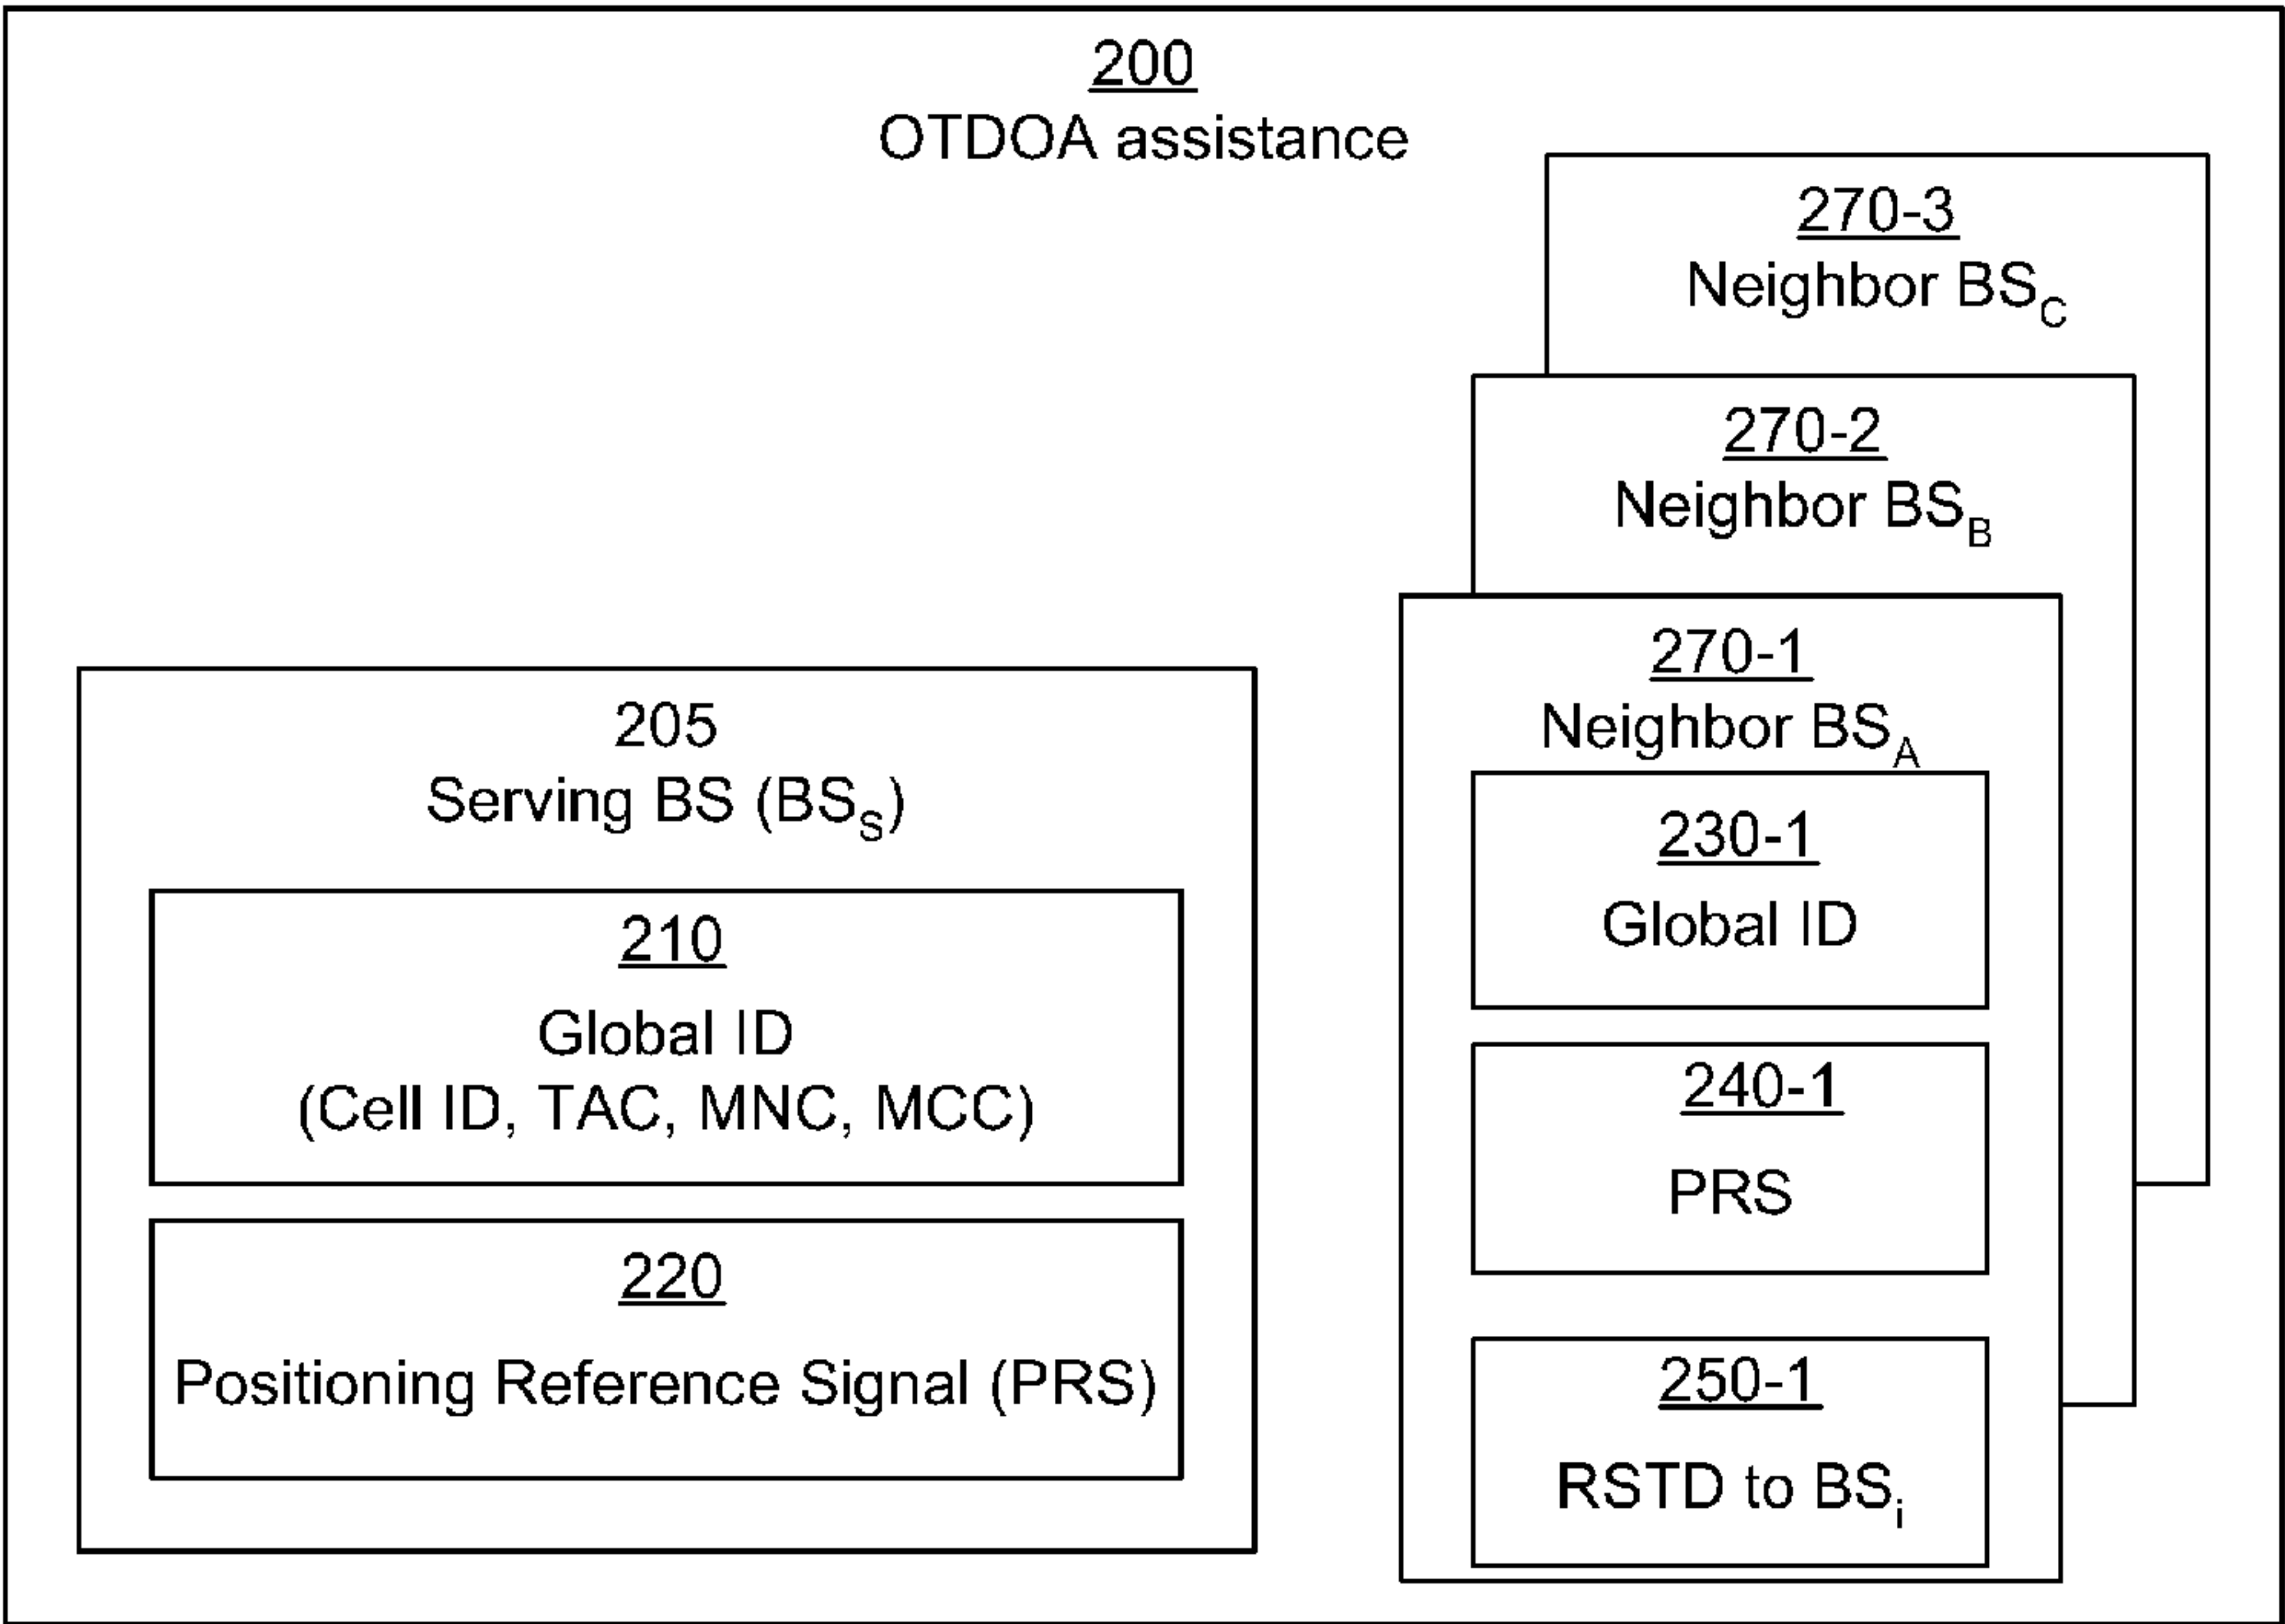 200
OTDOA assistance
270-3
Neighbor BS_C
270-2
Neighbor BS_B
270-1
Neighbor BS_A
230-1
Global ID
240-1
PRS
250-1
RSTD to BS_i
205
Serving BS (BS_S)
210
Global ID
(Cell ID, TAC, MNC, MCC)
220
Positioning Reference Signal (PRS)